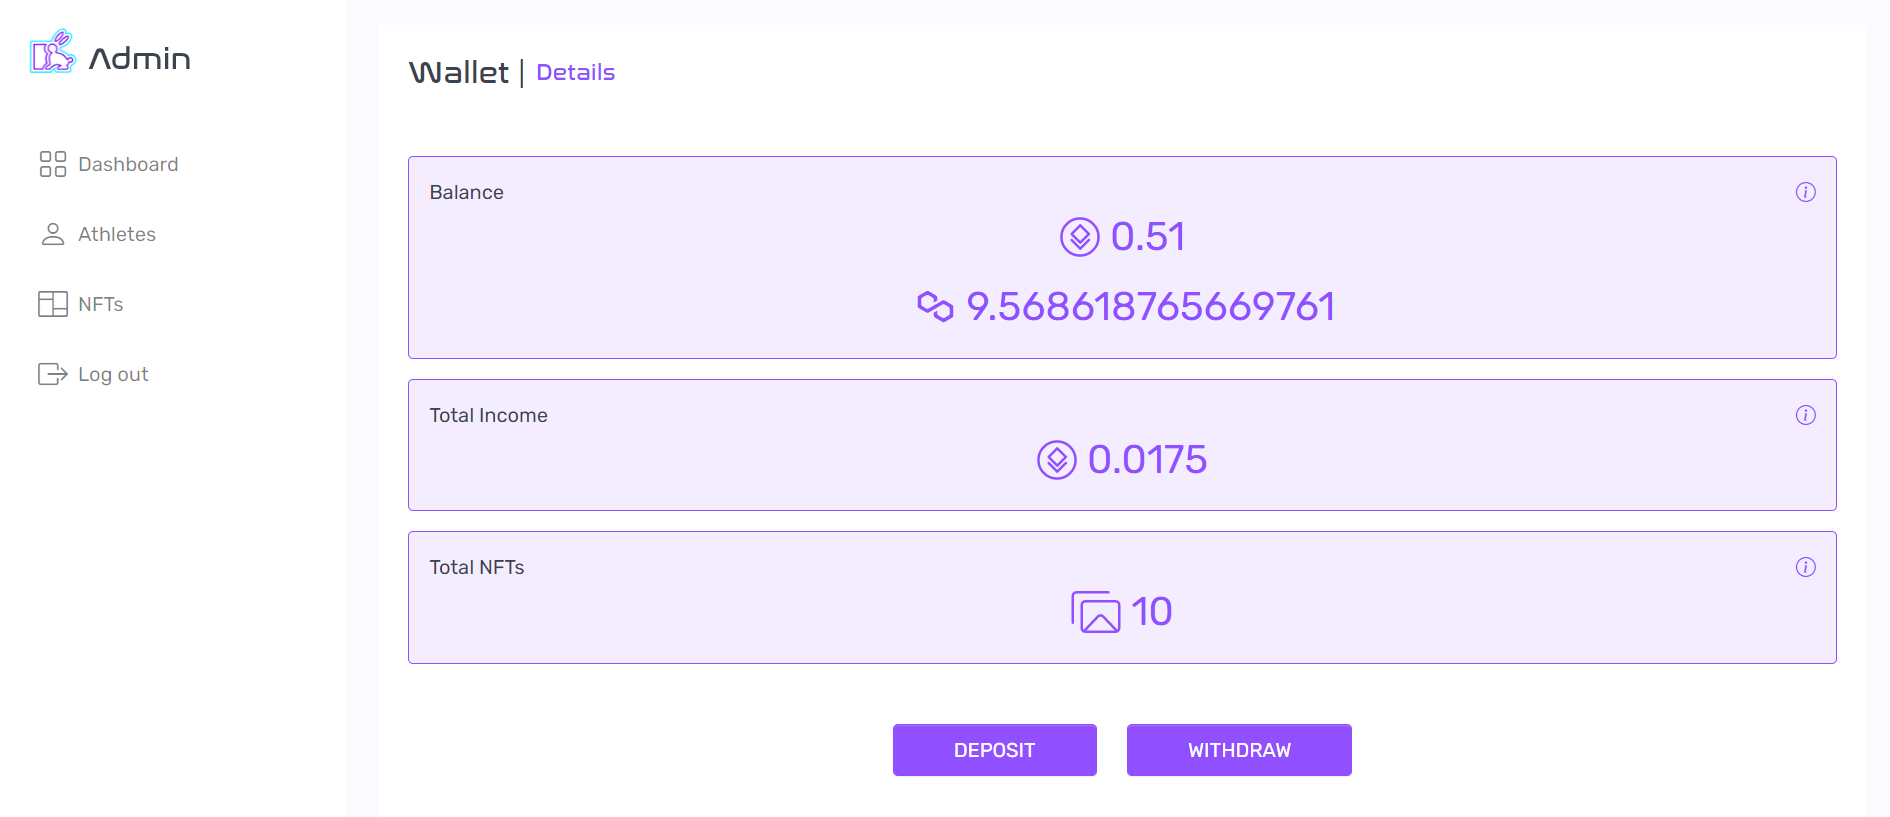 Admin
Dashboard
Athletes
NFTs
Log out
Wallet | Details
Balance
0.51
9.568618765669761
Total Income
0.0175
Total NFTs
10
DEPOSIT
WITHDRAW